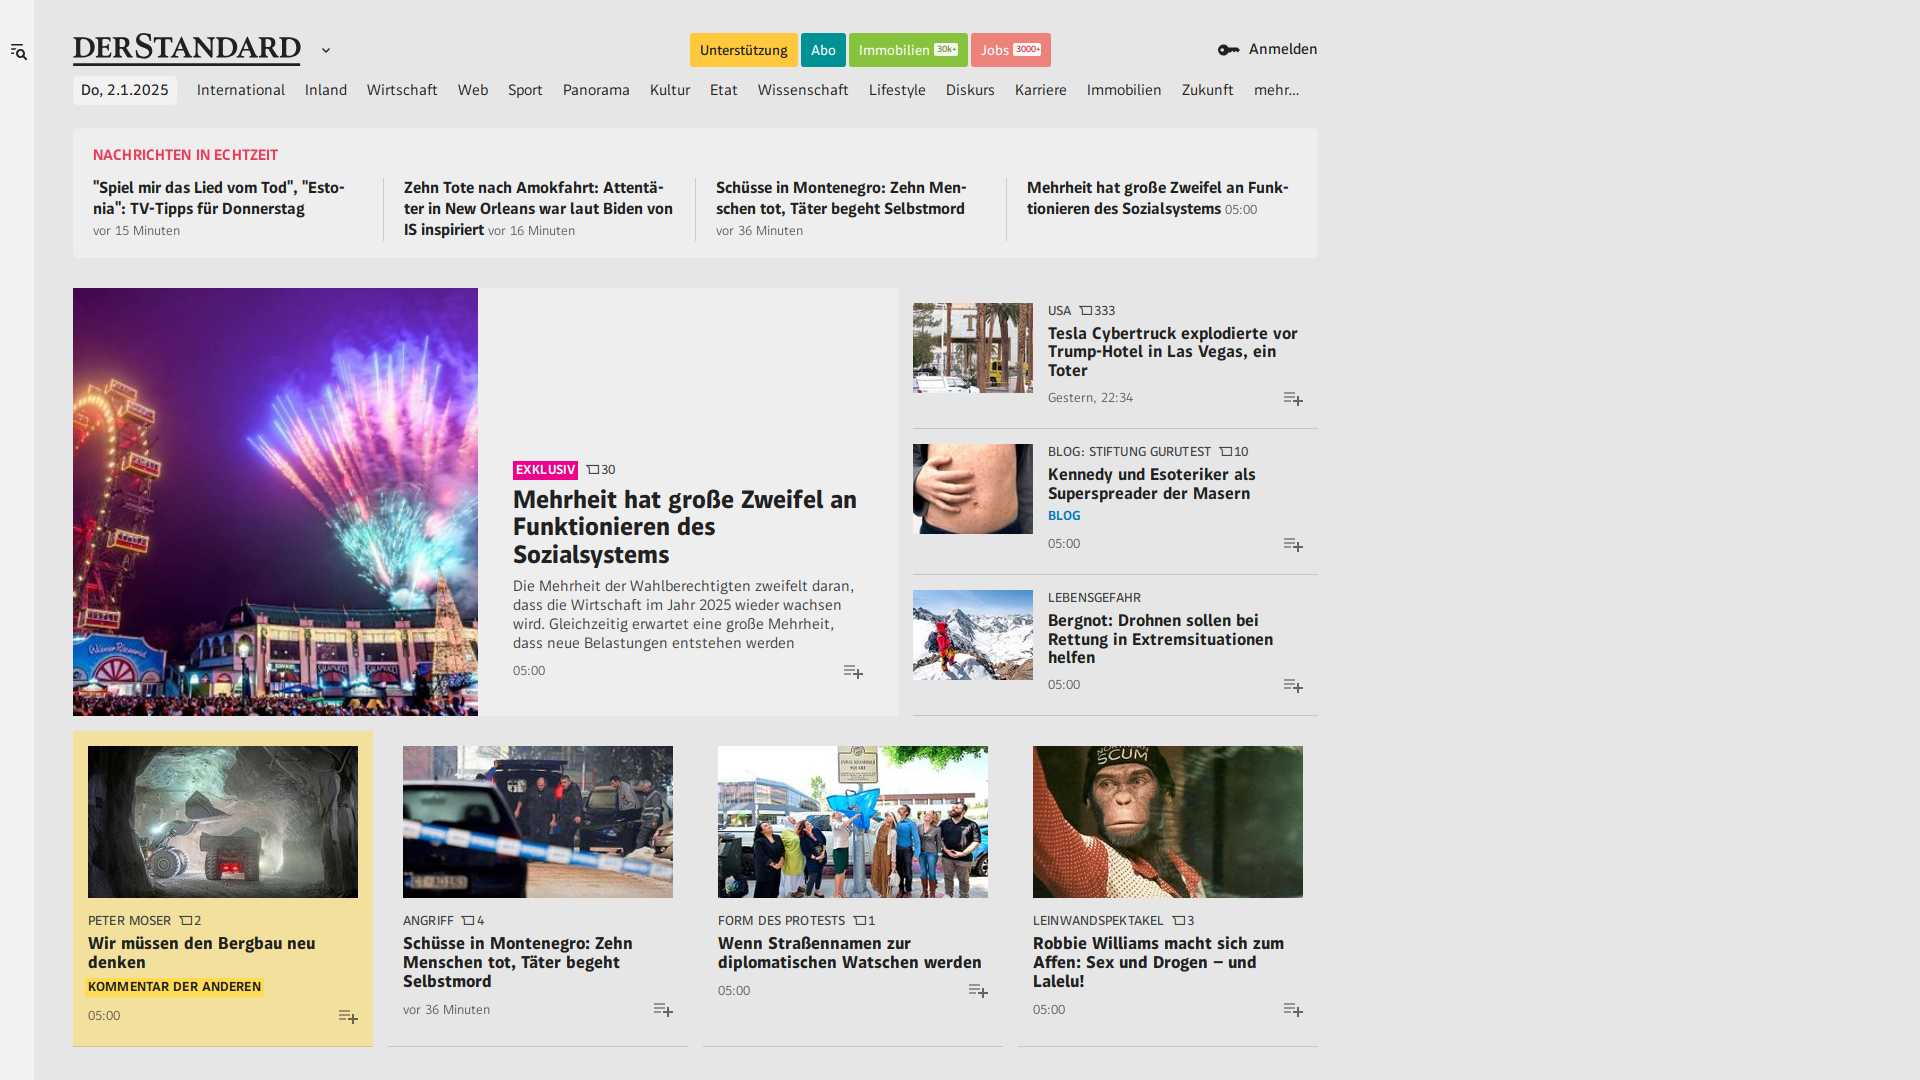 DERSTANDARD
Unterstützung
Abo
Immobilien 30k+
Jobs 3000+
Anmelden
Do, 2.1.2025
International
Inland
Wirtschaft
Web
Sport
Panorama
Kultur
Etat
Wissenschaft
Lifestyle
Diskurs
Karriere
Immobilien
Zukunft
mehr…
NACHRICHTEN IN ECHTZEIT
"Spiel mir das Lied vom Tod", "Esto-
nia": TV-Tipps für Donnerstag
vor 15 Minuten
Zehn Tote nach Amokfahrt: Attentä-
ter in New Orleans war laut Biden von
IS inspiriert vor 16 Minuten
Schüsse in Montenegro: Zehn Men-
schen tot, Täter begeht Selbstmord
vor 36 Minuten
Mehrheit hat große Zweifel an Funk-
tionieren des Sozialsystems 05:00
EXKLUSIV 30
Mehrheit hat große Zweifel an
Funktionieren des
Sozialsystems
Die Mehrheit der Wahlberechtigten zweifelt daran,
dass die Wirtschaft im Jahr 2025 wieder wachsen
wird. Gleichzeitig erwartet eine große Mehrheit,
dass neue Belastungen entstehen werden
05:00
USA 333
Tesla Cybertruck explodierte vor
Trump-Hotel in Las Vegas, ein
Toter
Gestern, 22:34
BLOG: STIFTUNG GURUTEST 10
Kennedy und Esoteriker als
Superspreader der Masern
BLOG
05:00
LEBENSGEFAHR
Bergnot: Drohnen sollen bei
Rettung in Extremsituationen
helfen
05:00
PETER MOSER 2
Wir müssen den Bergbau neu
denken
KOMMENTAR DER ANDEREN
05:00
ANGRIFF 4
Schüsse in Montenegro: Zehn
Menschen tot, Täter begeht
Selbstmord
vor 36 Minuten
FORM DES PROTESTS 1
Wenn Straßennamen zur
diplomatischen Watschen werden
05:00
SCUM
LEINWANDSPEKTAKEL 3
Robbie Williams macht sich zum
Affen: Sex und Drogen – und
Lalelu!
05:00